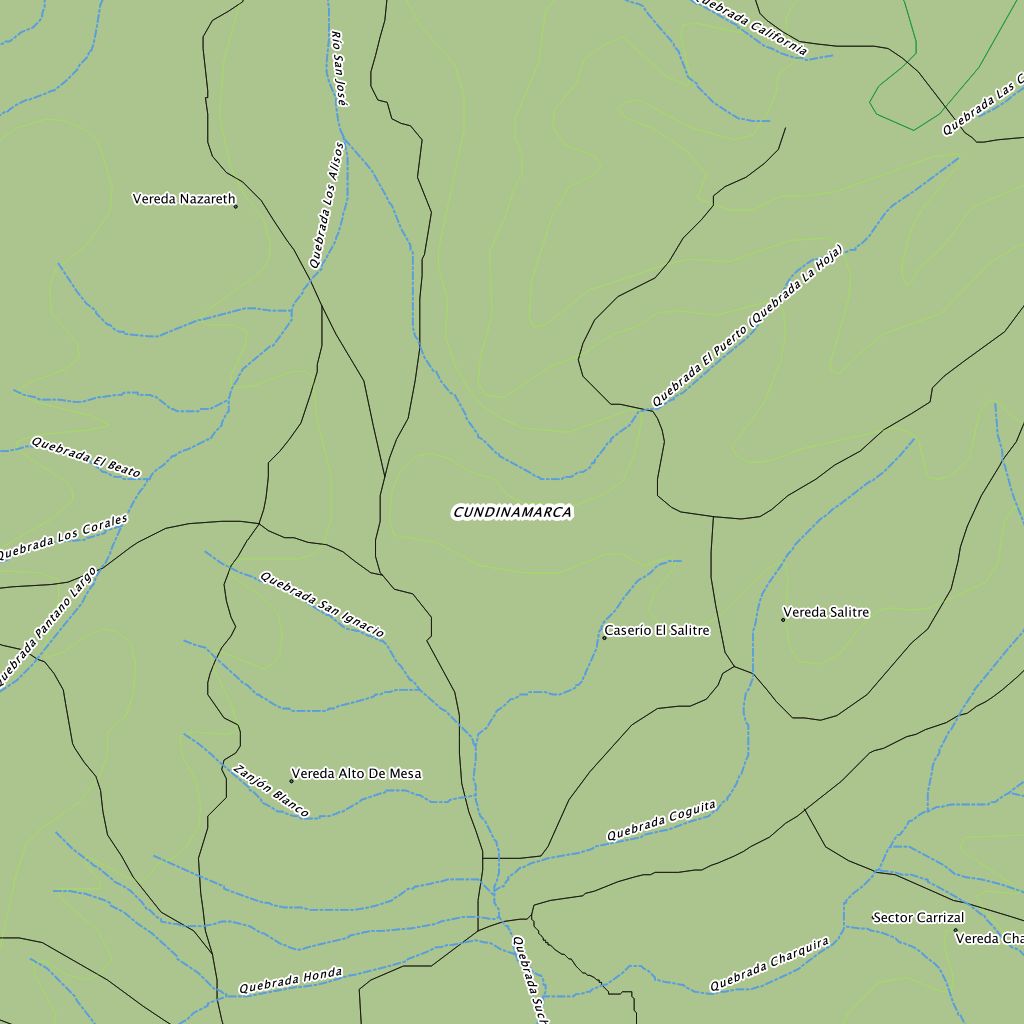 Quebrada California
Río San José
Quebrada Las
Quebrada Los Alisos
Vereda Nazareth
Quebrada El Puerto (Quebrada La Hoja)
Quebrada El Beato
CUNDINAMARCA
Quebrada Los Corales
Quebrada Pantano Largo
Quebrada San Ignacio
Vereda Salitre
Caserío El Salitre
Vereda Alto De Mesa
Zanjón Blanco
Quebrada Coguita
Sector Carrizal
Vereda Cha
Quebrada Charquira
Quebrada Honda
Quebrada Such